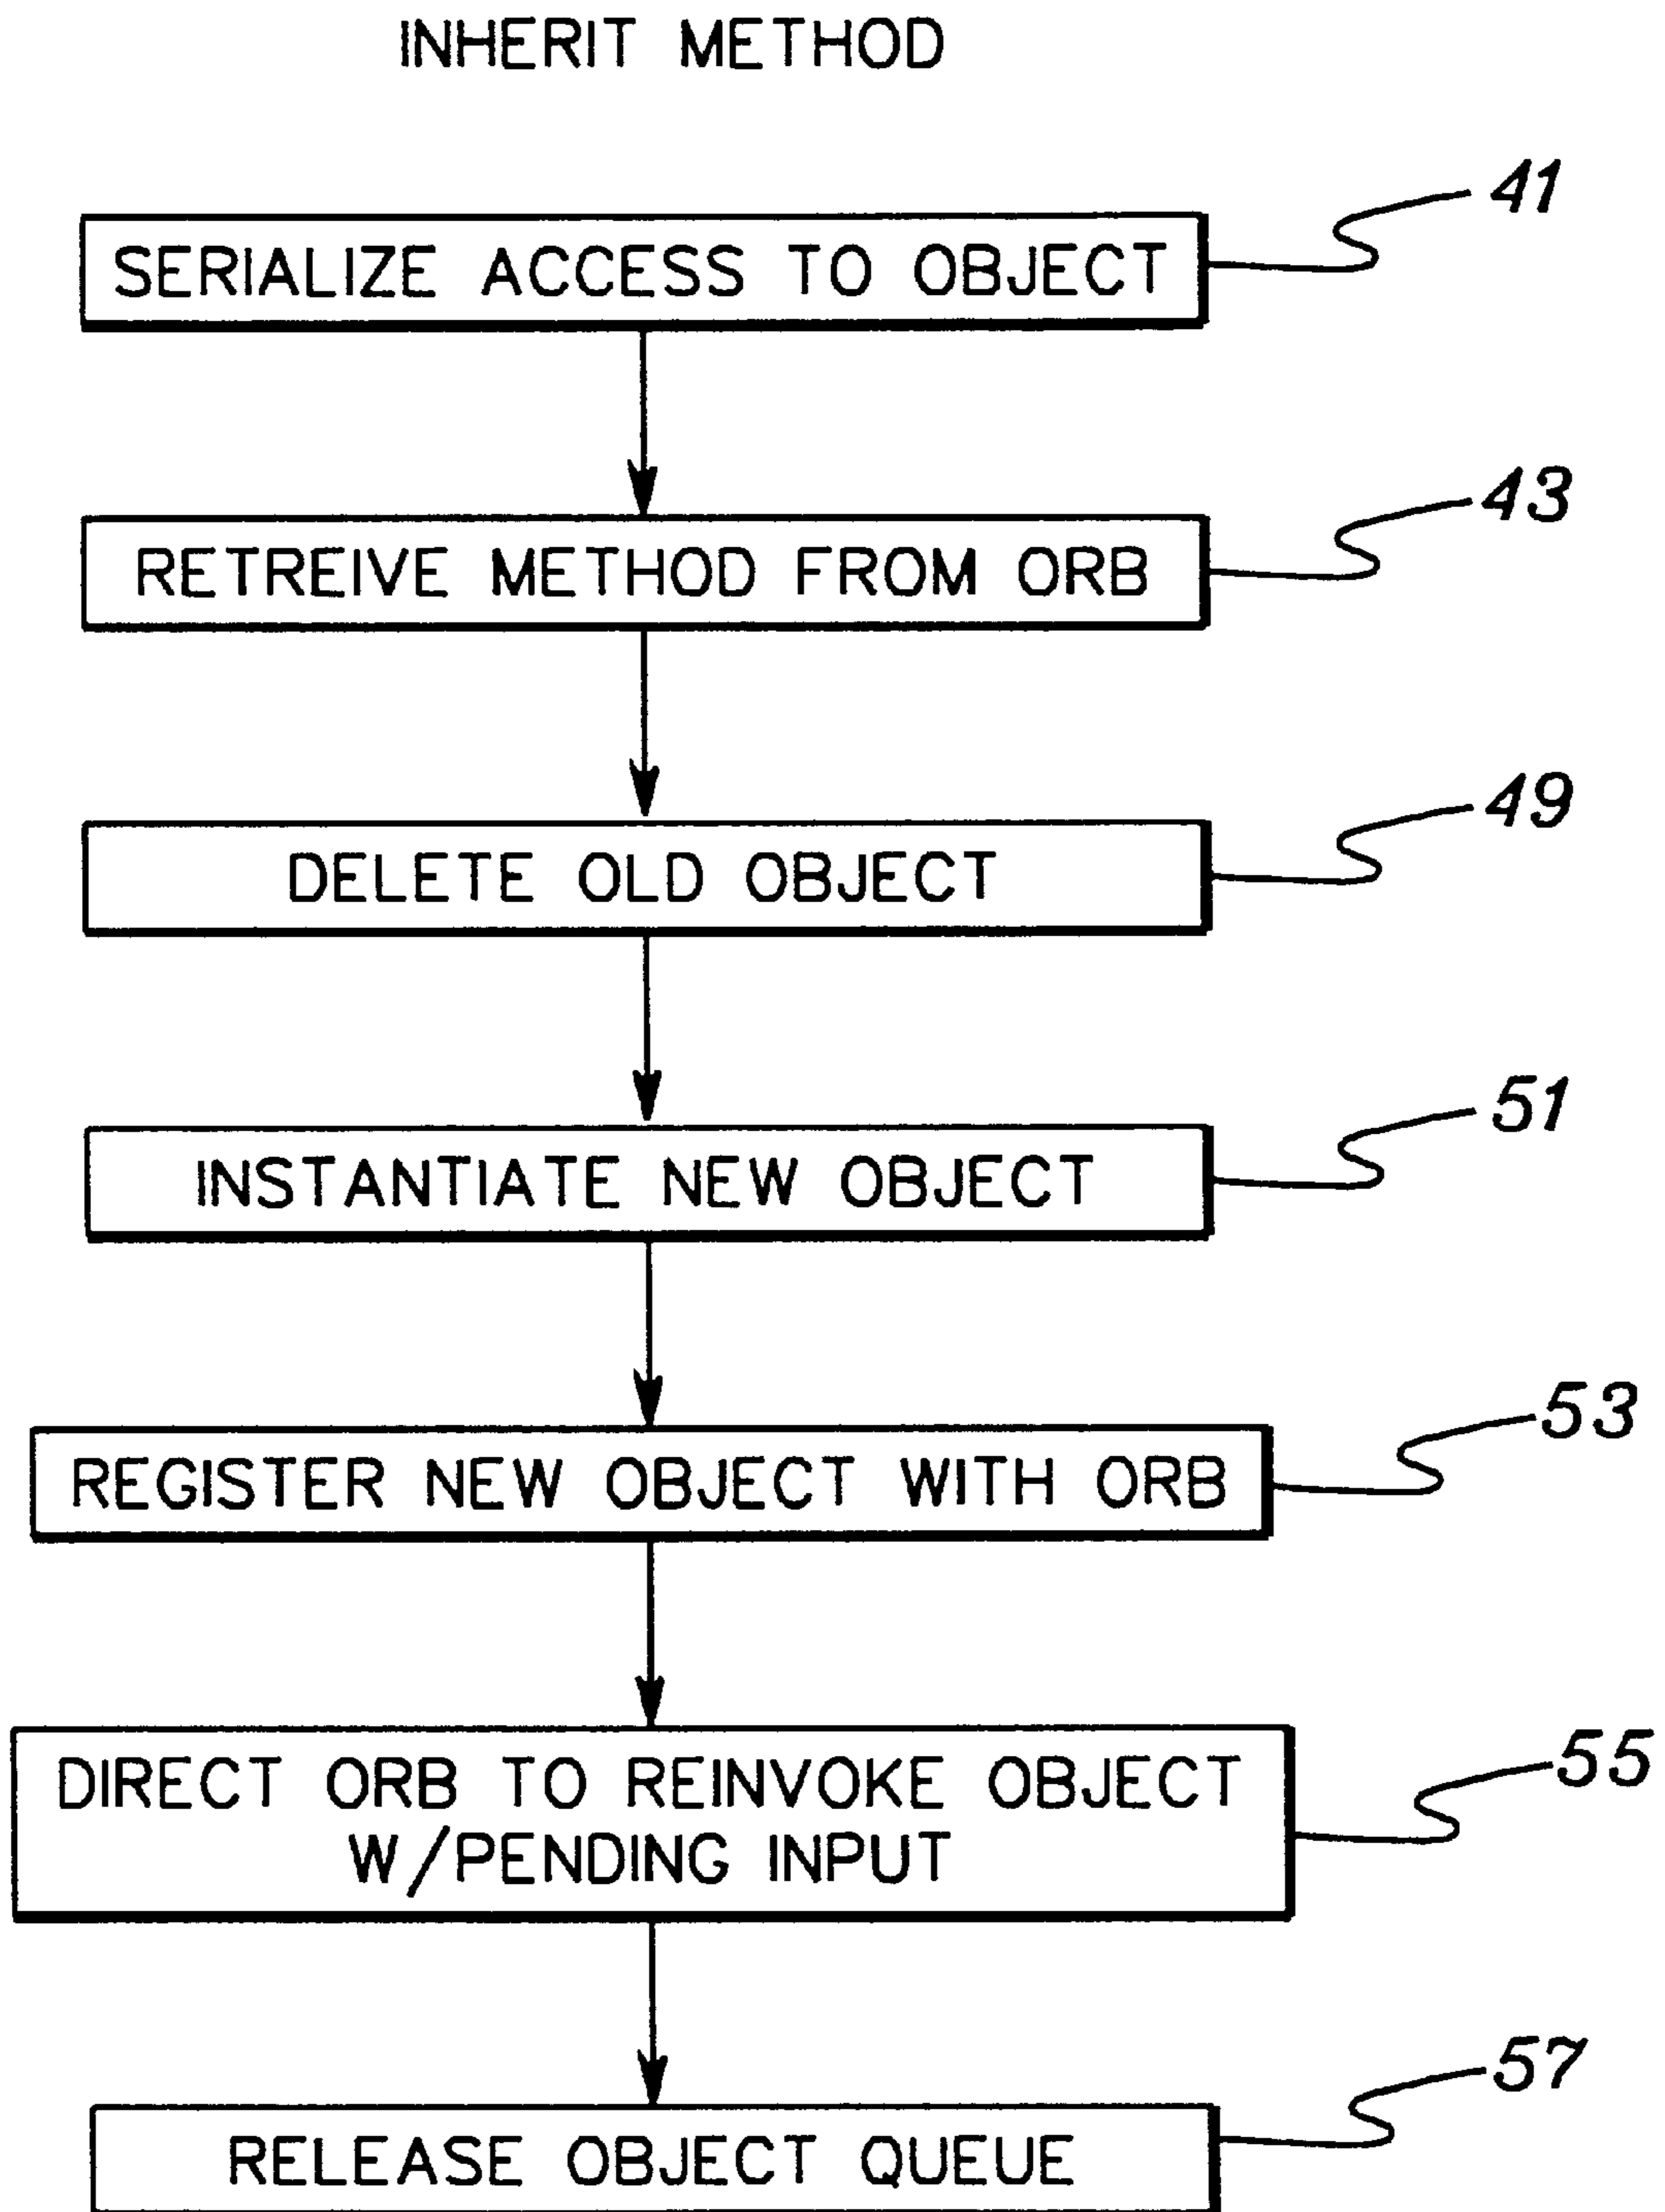 INHERIT METHOD
SERIALIZE ACCESS TO OBJECT
41
RETREIVE METHOD FROM ORB
43
DELETE OLD OBJECT
49
INSTANTIATE NEW OBJECT
51
REGISTER NEW OBJECT WITH ORB
53
DIRECT ORB TO REINVOKE OBJECT
W/PENDING INPUT
55
RELEASE OBJECT QUEUE
57